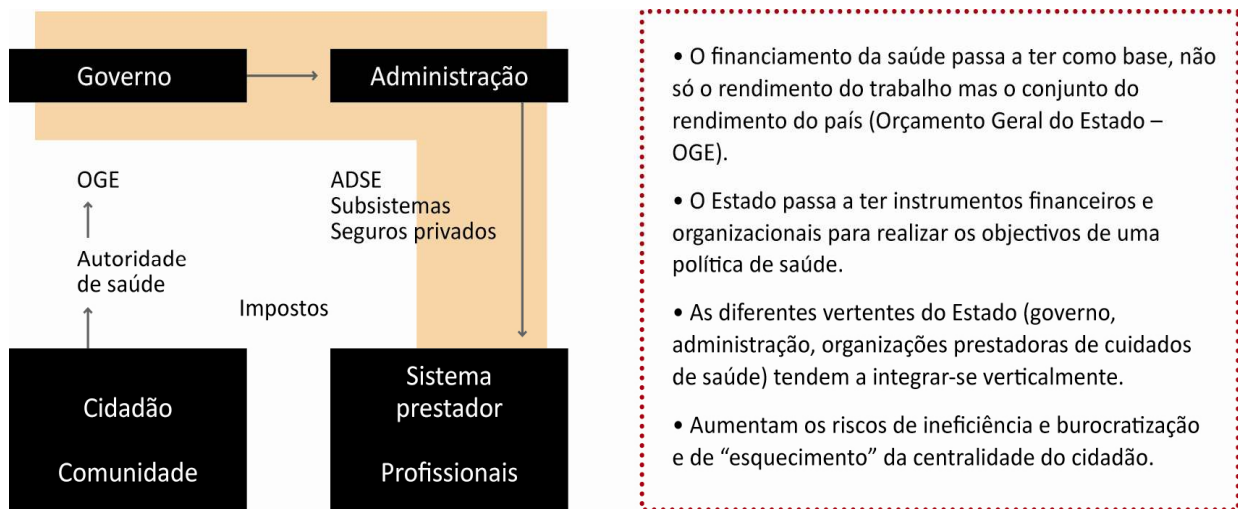 Governo
Administração
OGE
ADSE
Subsistemas
Seguros privados
Autoridade
de saúde
Impostos
Cidadão
Comunidade
Sistema
prestador
Profissionais
• O financiamento da saúde passa a ter como base, não
só o rendimento do trabalho mas o conjunto do
rendimento do país (Orçamento Geral do Estado –
OGE).
• O Estado passa a ter instrumentos financeiros e
organizacionais para realizar os objectivos de uma
política de saúde.
• As diferentes vertentes do Estado (governo,
administração, organizações prestadoras de cuidados
de saúde) tendem a integrar-se verticalmente.
• Aumentam os riscos de ineficiência e burocratização
e de “esquecimento” da centralidade do cidadão.